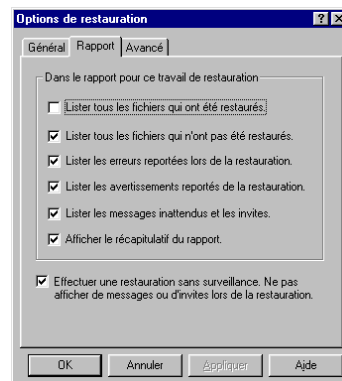 Options de restauration
Général Rapport Avancé
Dans le rapport pour ce travail de restauration
Lister tous les fichiers qui ont été restaurés.
Lister tous les fichiers qui n'ont pas été restaurés.
Lister les erreurs reportées lors de la restauration.
Lister les avertissements reportés de la restauration.
Lister les messages inattendus et les invites.
Afficher le récapitulatif du rapport.
Effectuer une restauration sans surveillance. Ne pas
afficher de messages ou d'invites lors de la restauration.
OK Annuler Appliquer Aide